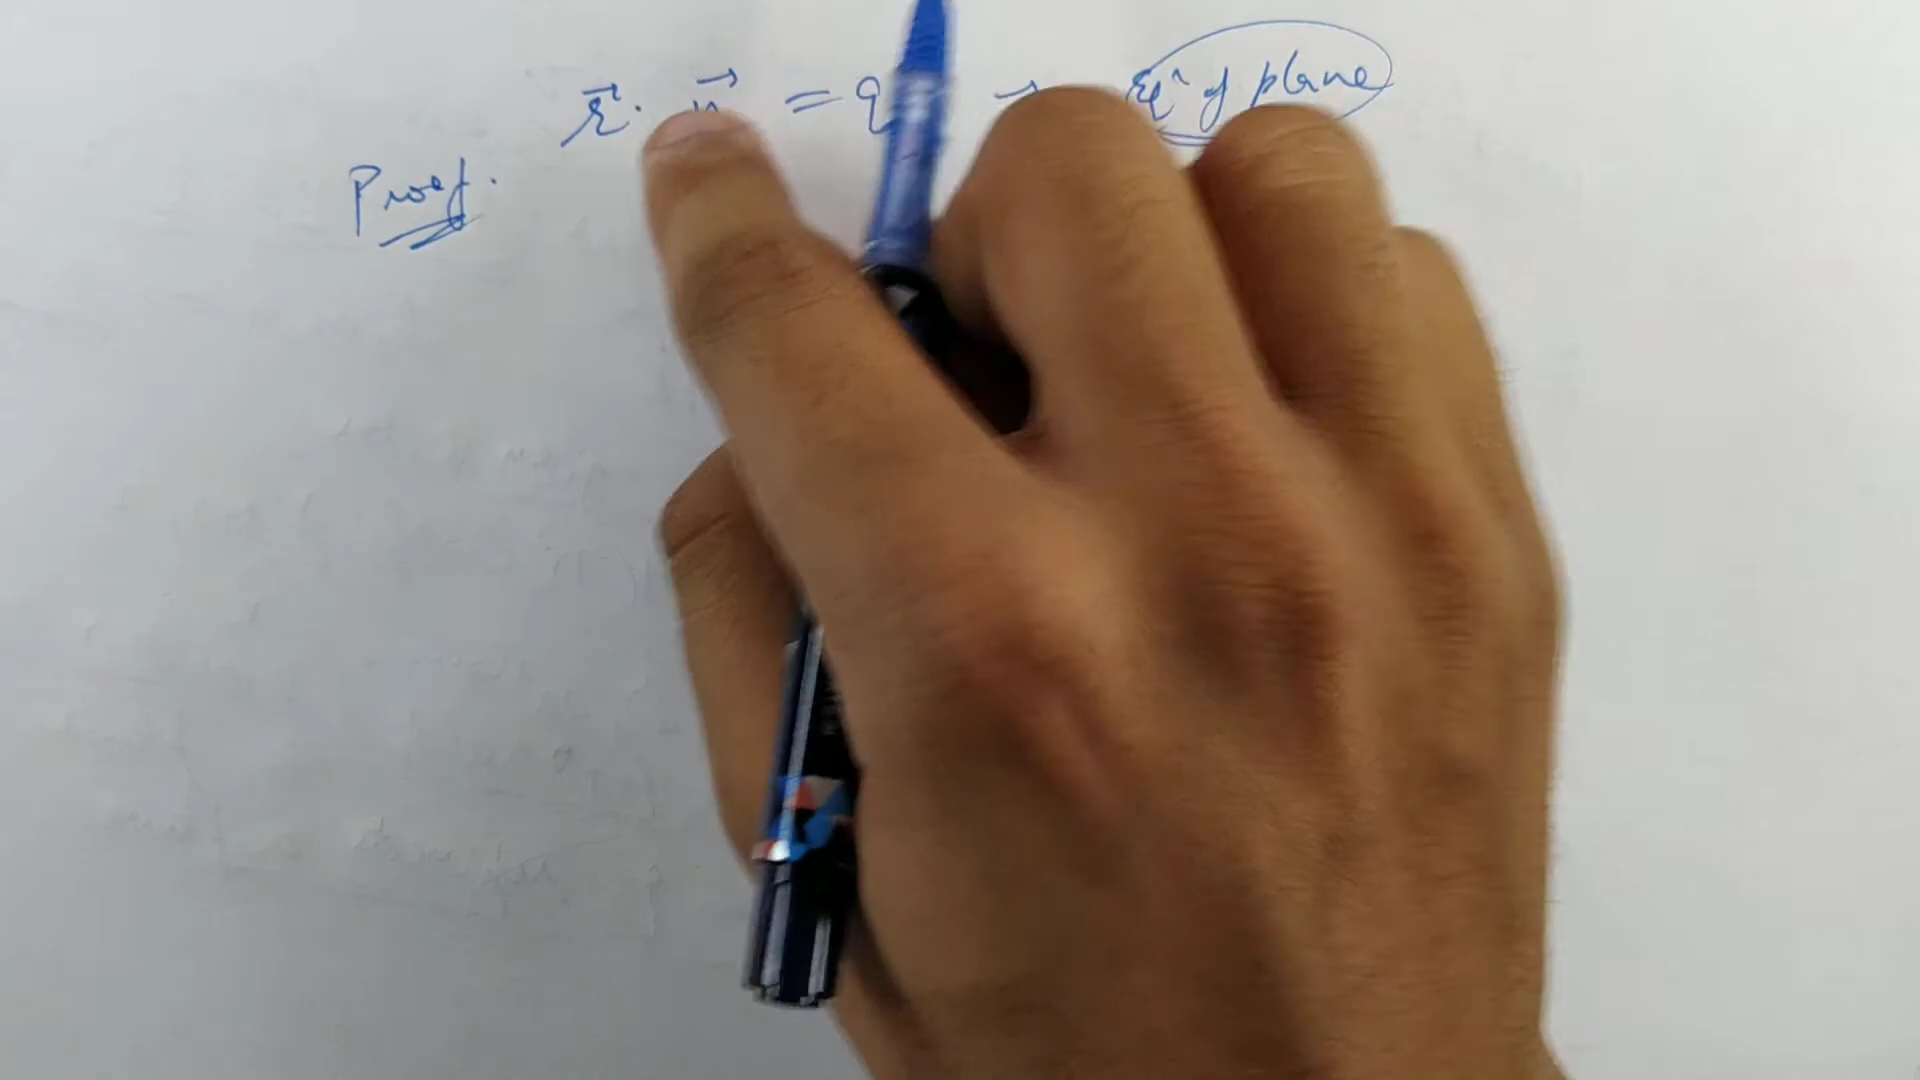 r⃗ · n⃗ = q → eqⁿ of plane
Proof.